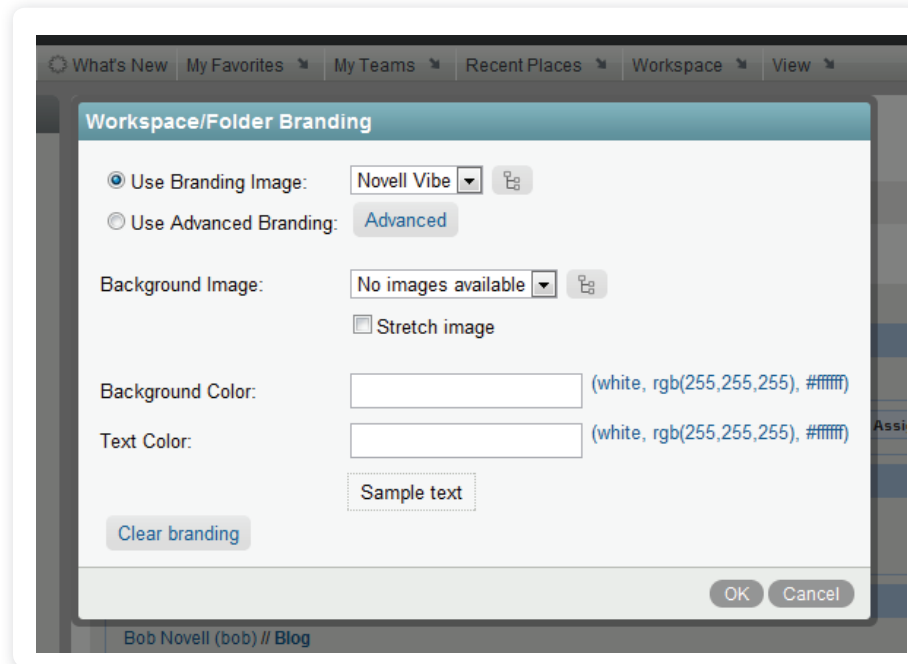 What's New My Favorites My Teams Recent Places Workspace View
Workspace/Folder Branding
Use Branding Image: Novell Vibe
Use Advanced Branding: Advanced
Background Image: No images available
Stretch image
Background Color: (white, rgb(255,255,255), #ffffff)
Text Color: (white, rgb(255,255,255), #ffffff)
Sample text
Clear branding
OK Cancel
Bob Novell (bob) // Blog